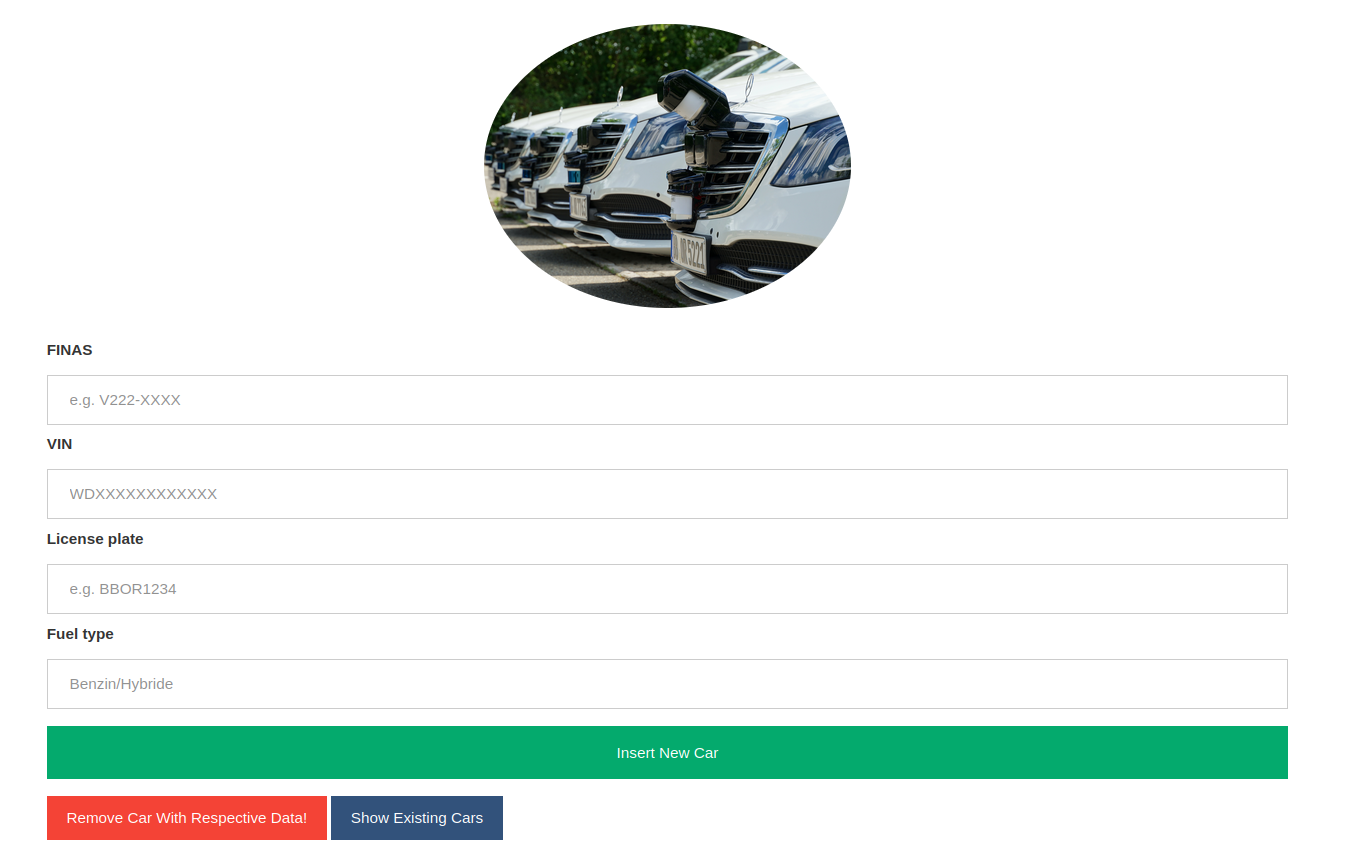 FINAS
e.g. V222-XXXX
VIN
WDXXXXXXXXXXXX
License plate
e.g. BBOR1234
Fuel type
Benzin/Hybride
Insert New Car
Remove Car With Respective Data!
Show Existing Cars